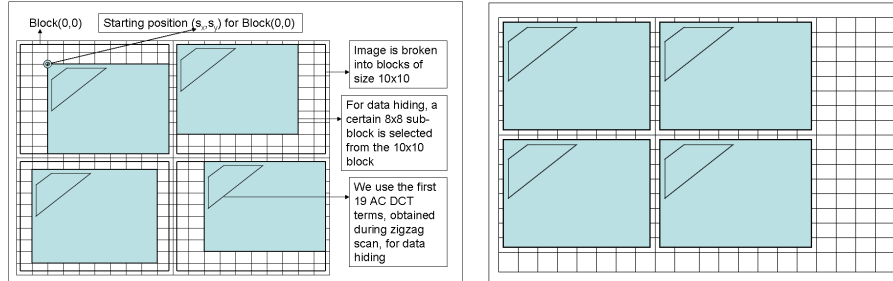 Block(0,0)
Starting position (sx,sy) for Block(0,0)
Image is broken
into blocks of
size 10x10
For data hiding, a
certain 8x8 sub-
block is selected
from the 10x10
block
We use the first
19 AC DCT
terms, obtained
during zigzag
scan, for data
hiding